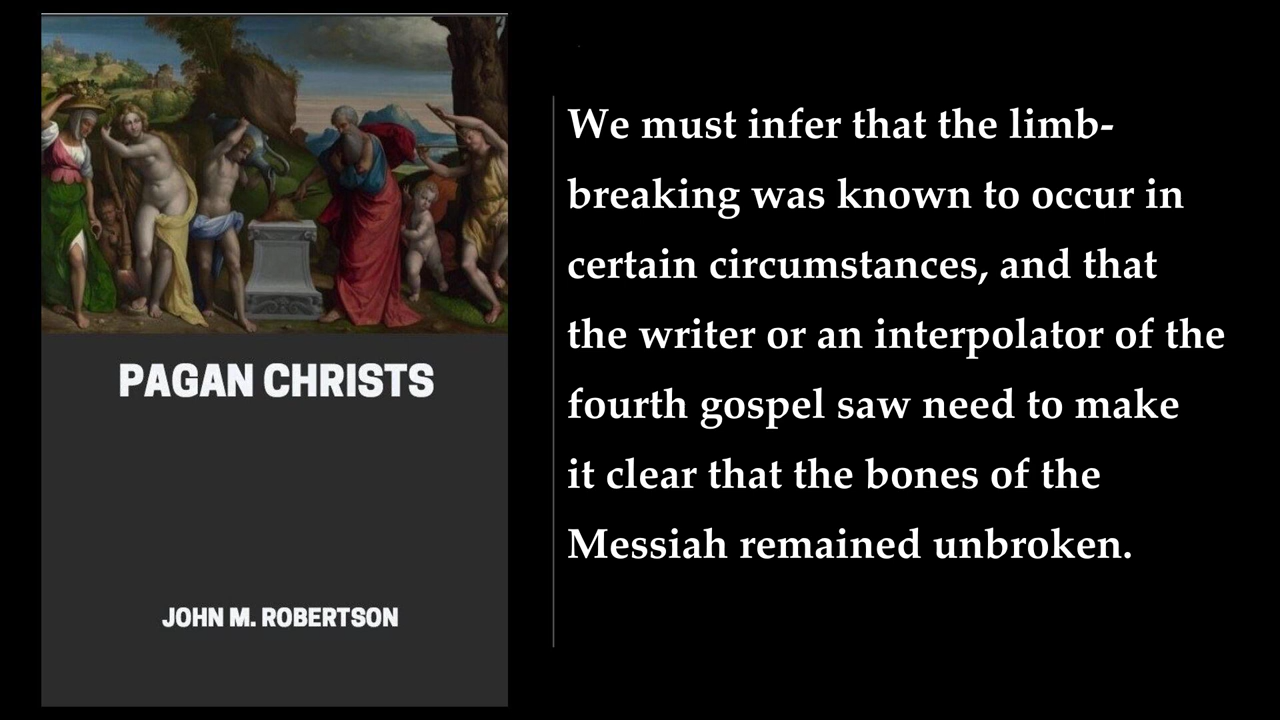 PAGAN CHRISTS
JOHN M. ROBERTSON
We must infer that the limb-
breaking was known to occur in
certain circumstances, and that
the writer or an interpolator of the
fourth gospel saw need to make
it clear that the bones of the
Messiah remained unbroken.